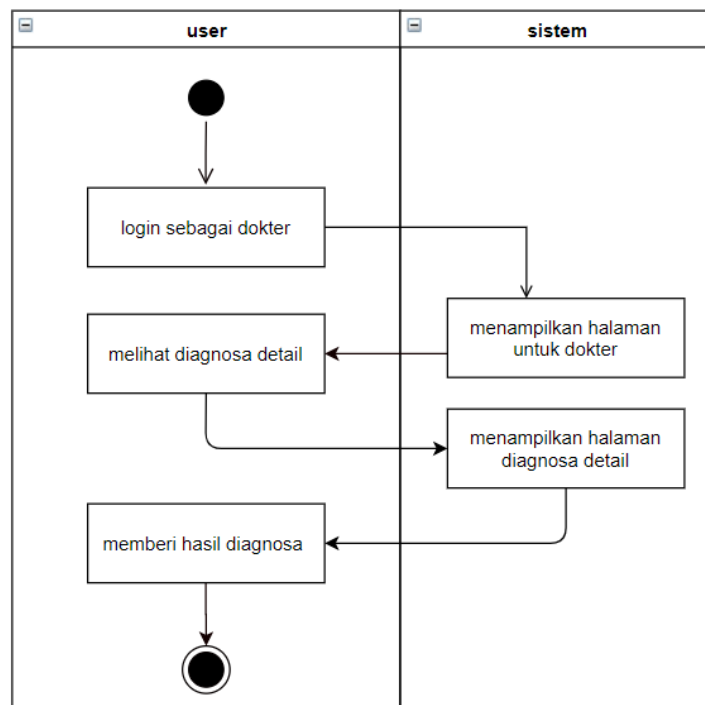 user
sistem
login sebagai dokter
menampilkan halaman
untuk dokter
melihat diagnosa detail
menampilkan halaman
diagnosa detail
memberi hasil diagnosa